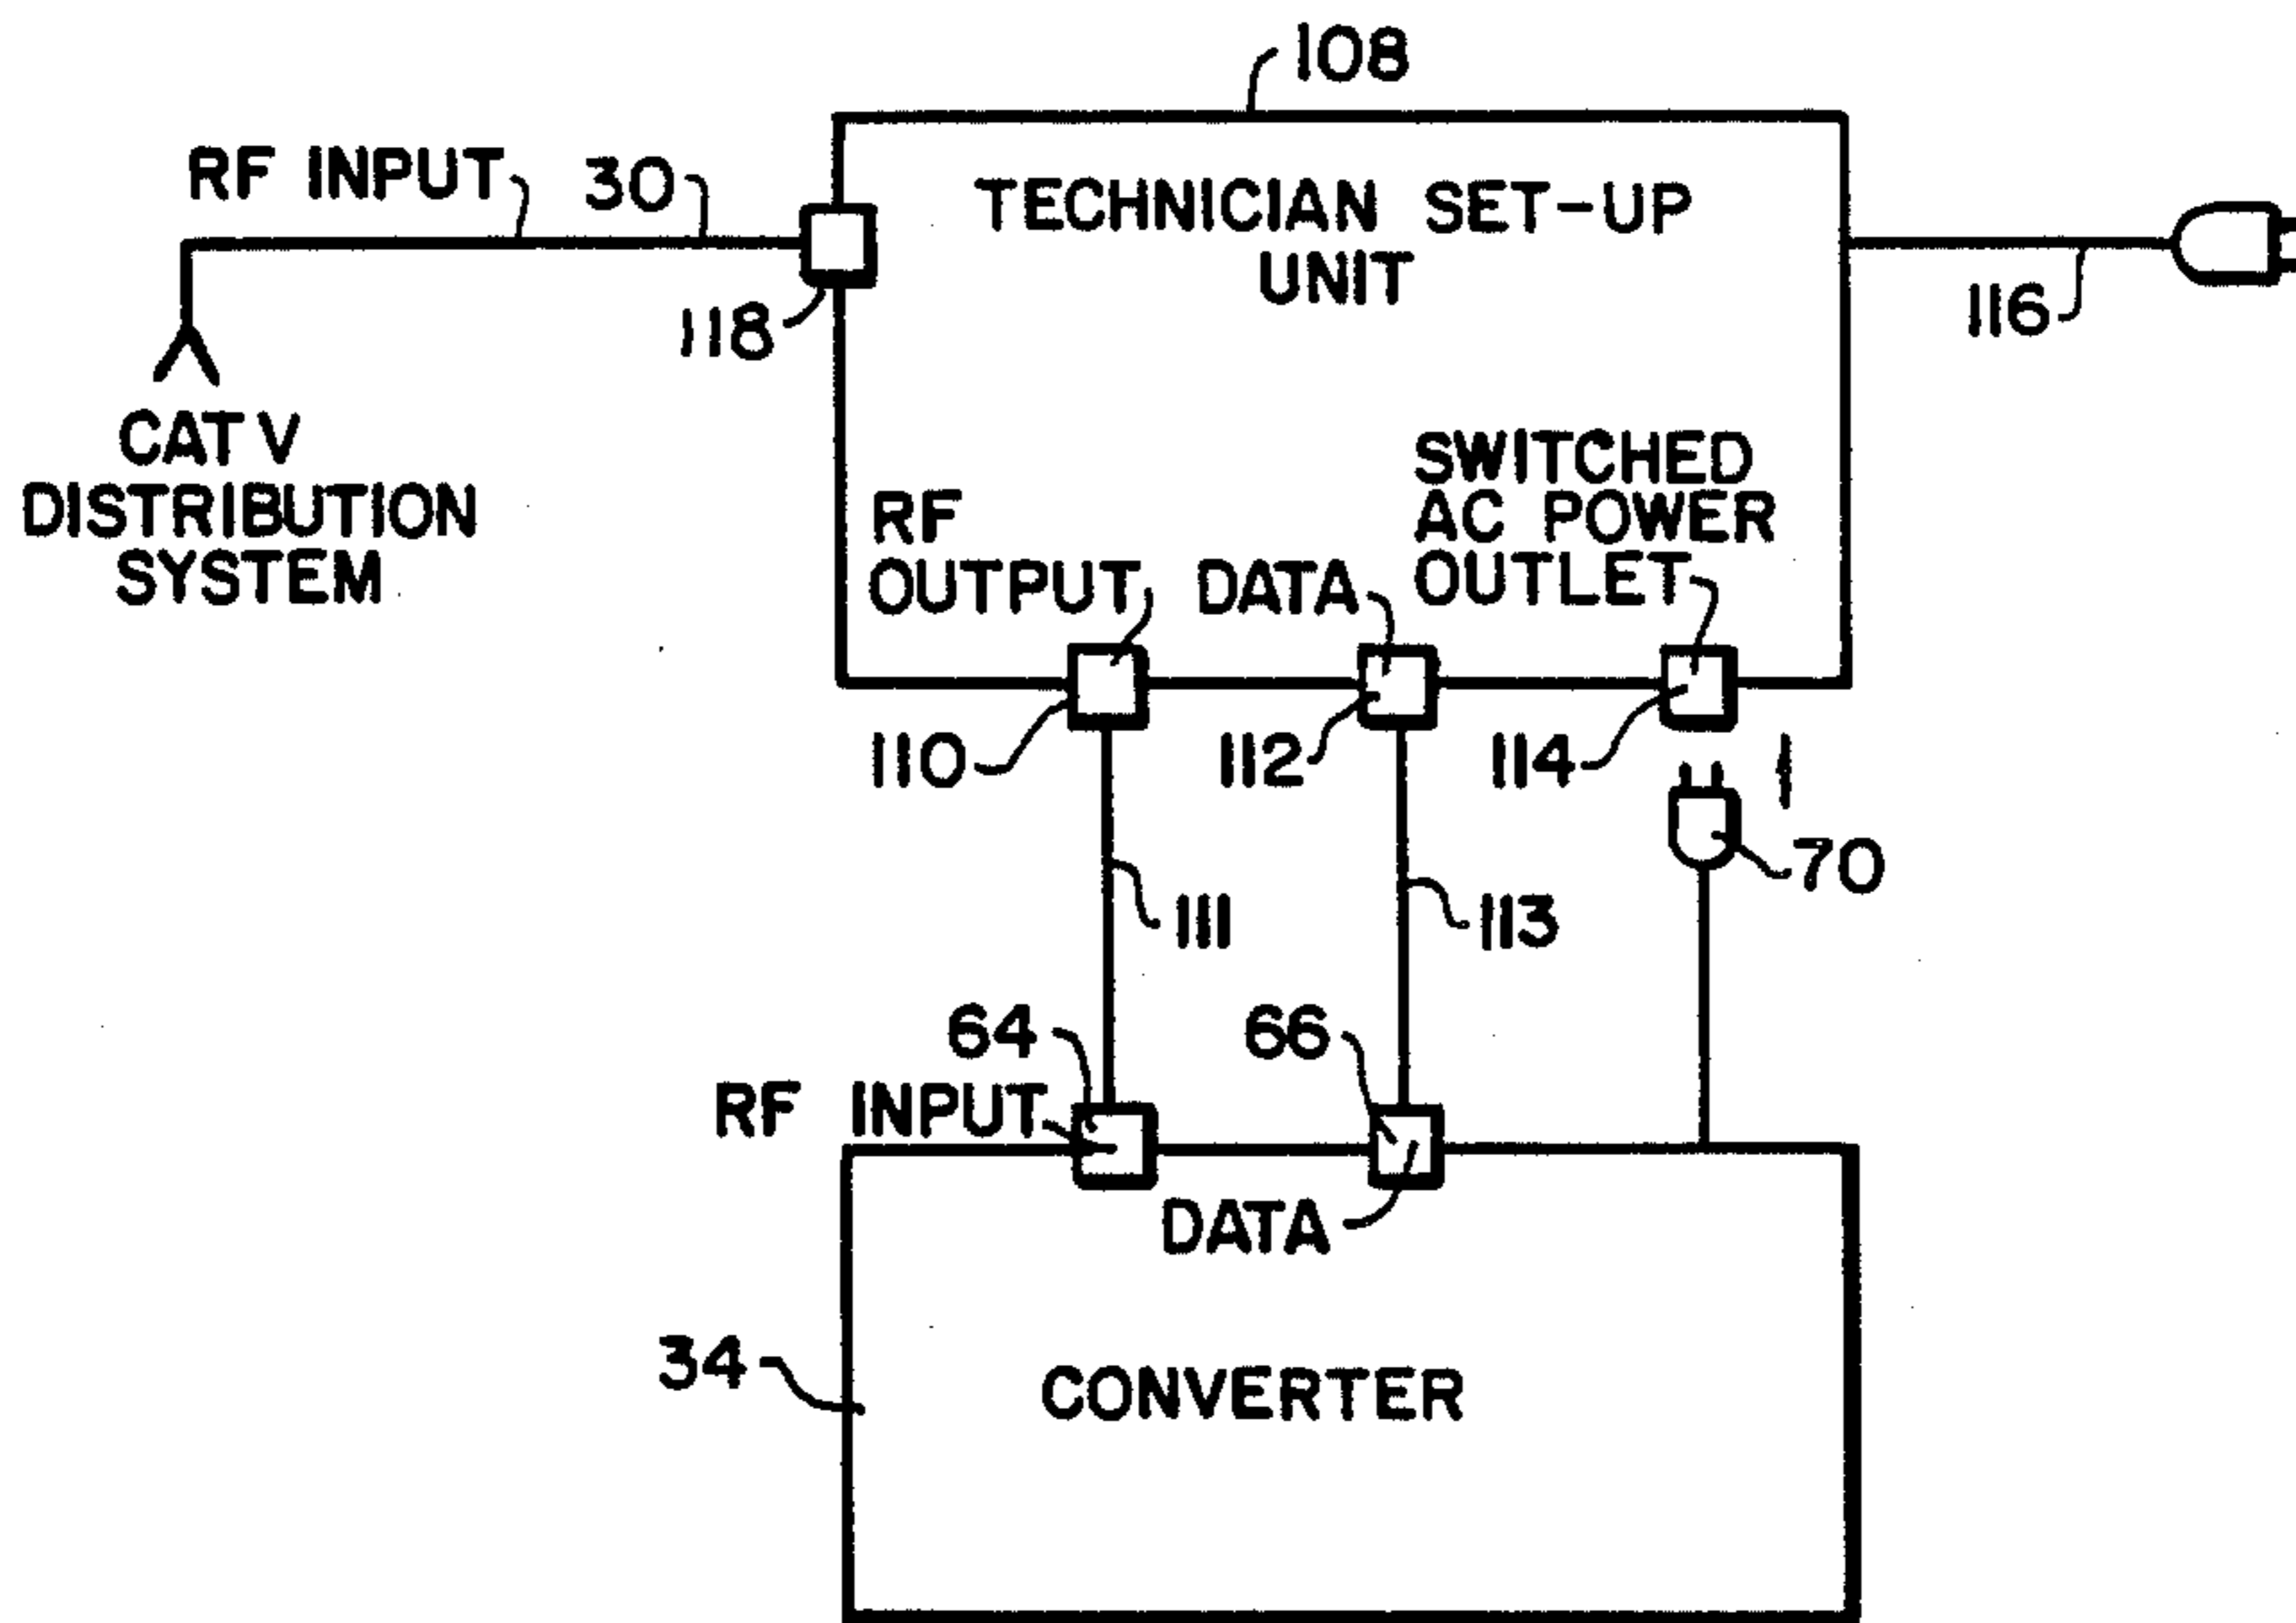 108
RF INPUT
30
TECHNICIAN SET-UP
UNIT
118
116
CATV
DISTRIBUTION
SYSTEM
RF
OUTPUT
DATA
SWITCHED
AC POWER
OUTLET
110
112
114
70
111
113
64
66
RF INPUT
DATA
34
CONVERTER